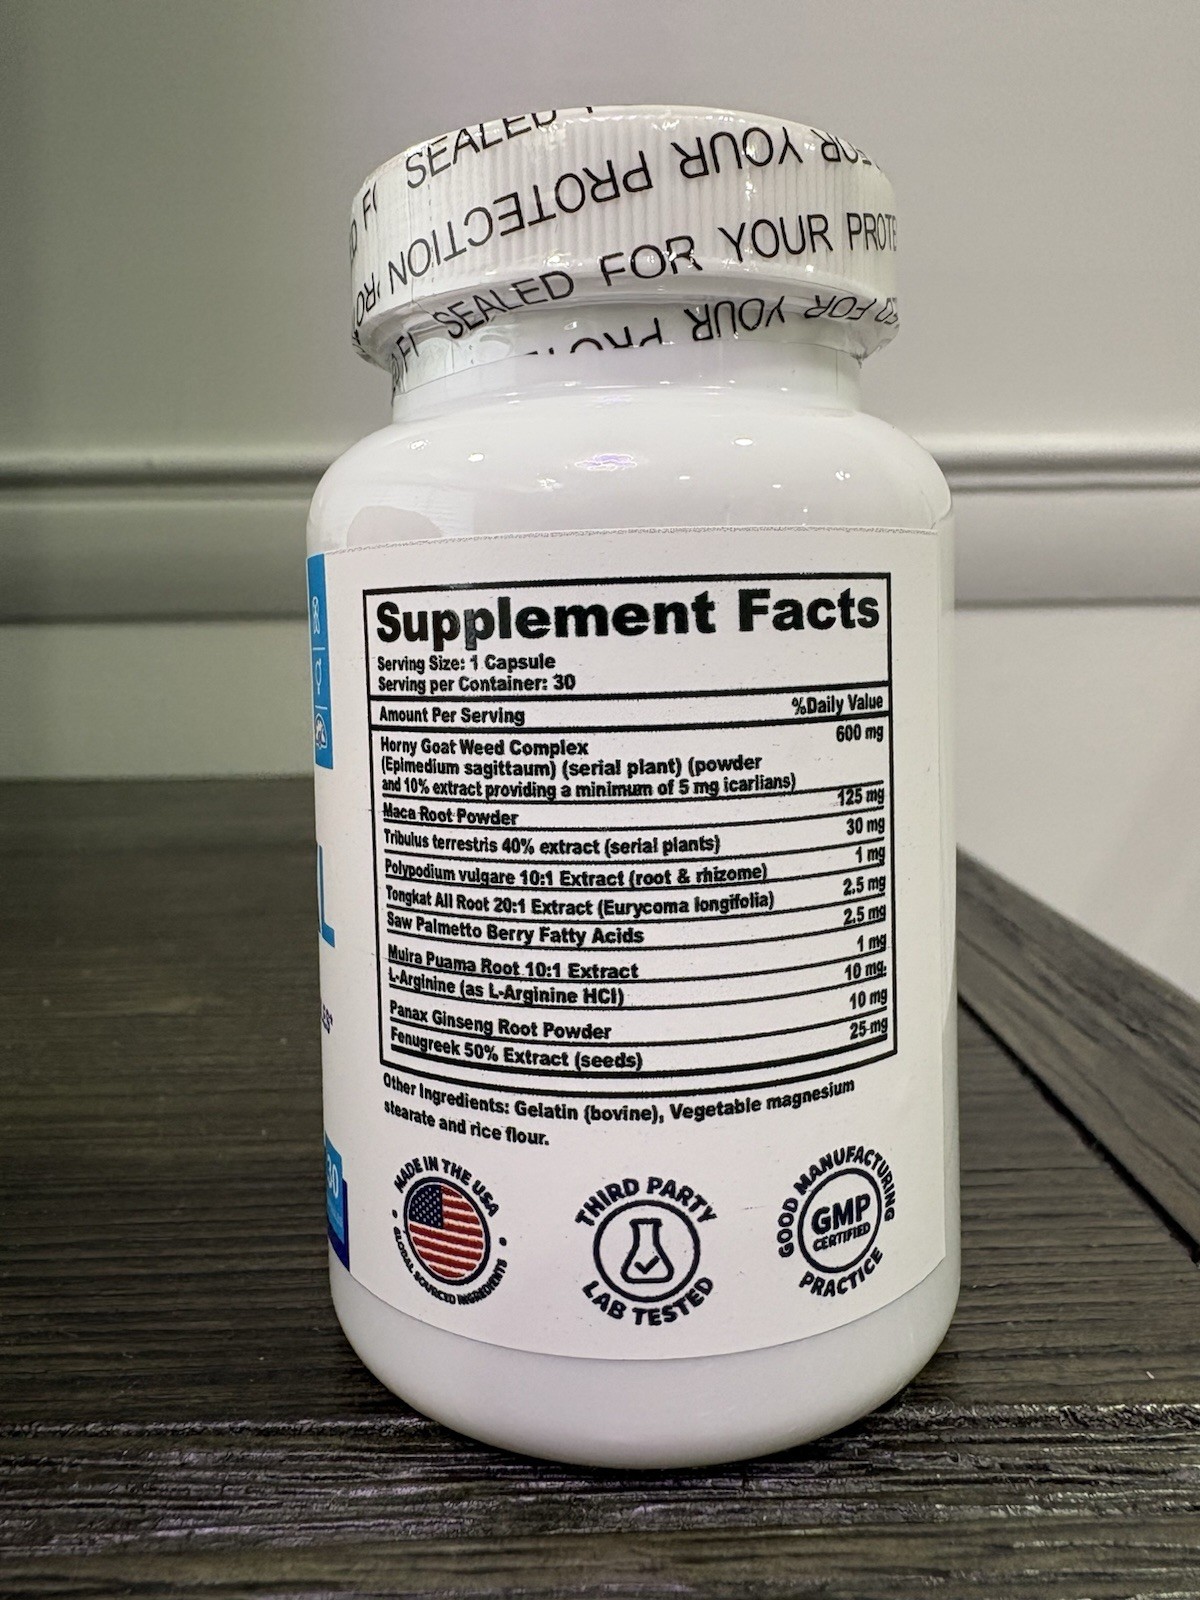 SEALED
PROTECTION
FOR YOUR
SEALED FOR YOUR
YOUR
FOR
Supplement Facts
Serving Size: 1 Capsule
Serving per Container: 30
Amount Per Serving %Daily Value
Horny Goat Weed Complex 600 mg
(Epimedium sagittaum) (serial plant) (powder
and 10% extract providing a minimum of 5 mg icarlians)
Maca Root Powder 125 mg
Tribulus terrestris 40% extract (serial plants) 30 mg
Polypodium vulgare 10:1 Extract (root & rhizome) 1 mg
Tongkat All Root 20:1 Extract (Eurycoma longifolia) 2.5 mg
Saw Palmetto Berry Fatty Acids 2.5 mg
Muira Puama Root 10:1 Extract 1 mg
L-Arginine (as L-Arginine HCl) 10 mg.
Panax Ginseng Root Powder 10 mg
Fenugreek 50% Extract (seeds) 25 mg
Other Ingredients: Gelatin (bovine), Vegetable magnesium
stearate and rice flour.
MADE IN THE USA
GLOBAL SOURCED INGREDIENTS
THIRD PARTY
LAB TESTED
GOOD MANUFACTURING
GMP
CERTIFIED
PRACTICE
30